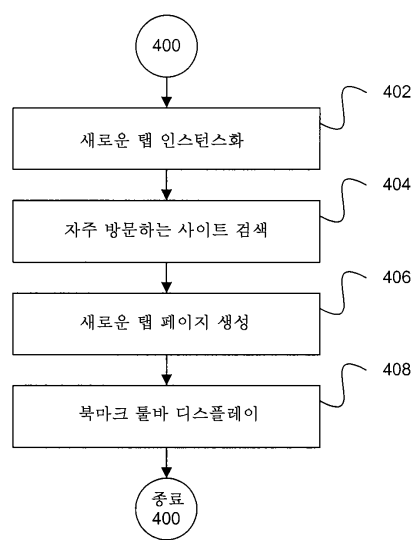 400
402
새로운 탭 인스턴스화
404
자주 방문하는 사이트 검색
406
새로운 탭 페이지 생성
408
북마크 툴바 디스플레이
종료
400